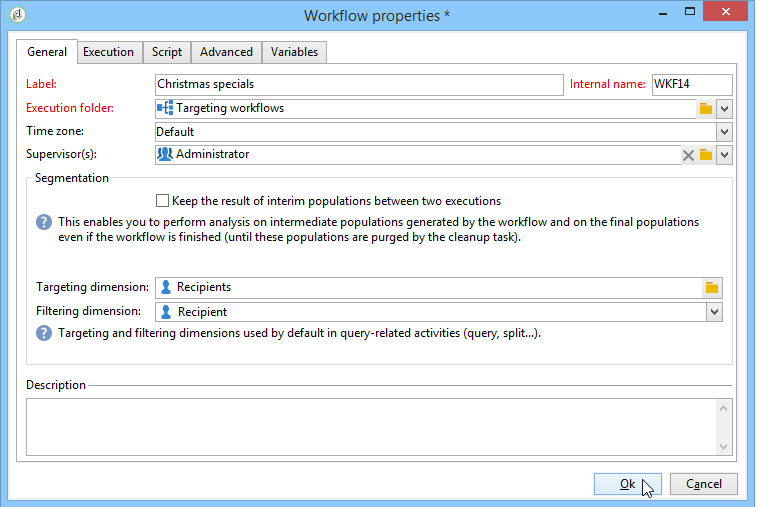 Workflow properties *
General Execution Script Advanced Variables
Label: Christmas specials Internal name: WKF14
Execution folder: Targeting workflows
Time zone: Default
Supervisor(s): Administrator
Segmentation
Keep the result of interim populations between two executions
? This enables you to perform analysis on intermediate populations generated by the workflow and on the final populations
even if the workflow is finished (until these populations are purged by the cleanup task).
Targeting dimension: Recipients
Filtering dimension: Recipient
? Targeting and filtering dimensions used by default in query-related activities (query, split...).
Description
Ok Cancel